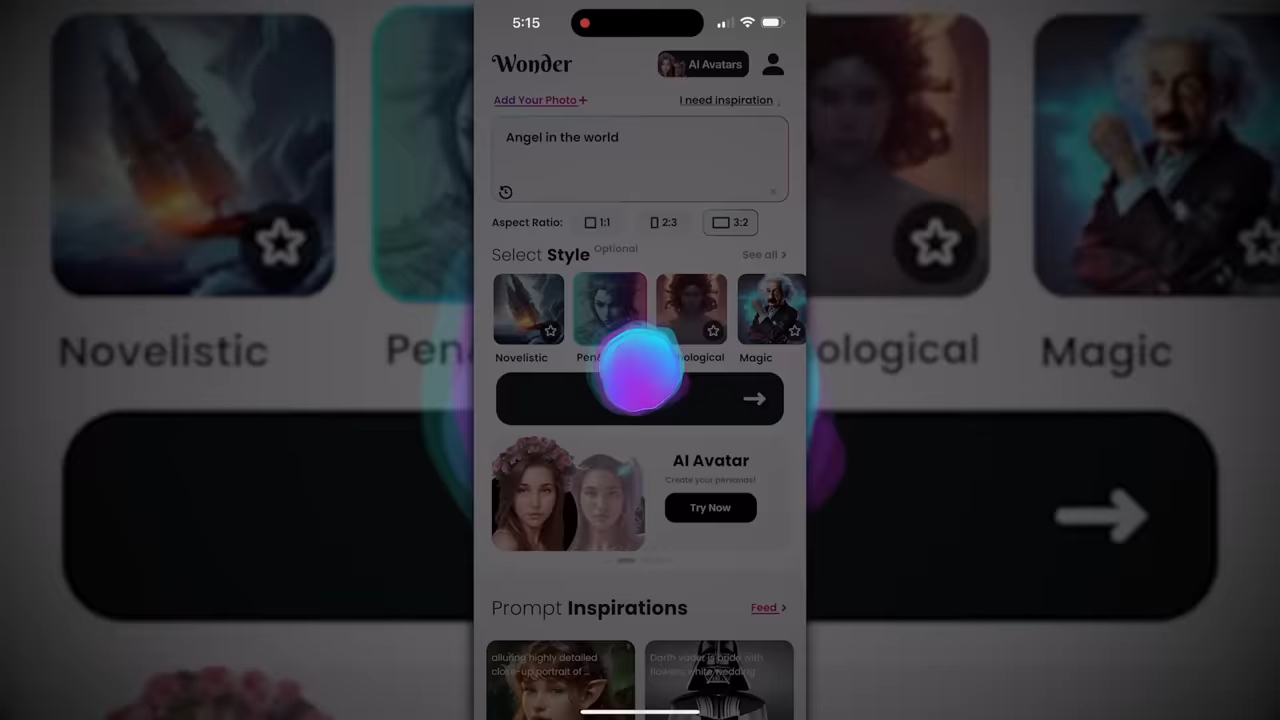 5:15
Wonder
AI Avatars
Add Your Photo +
I need inspiration
Angel in the world
Aspect Ratio:
1:1
2:3
3:2
Select Style Optional
See all >
Novelistic
Magic
AI Avatar
Create your personas!
Try Now
Prompt Inspirations
Feed >
alluring highly detailed
close-up portrait of ...
Darth vader is bride with
flowers white wedding
Novelistic
Magic